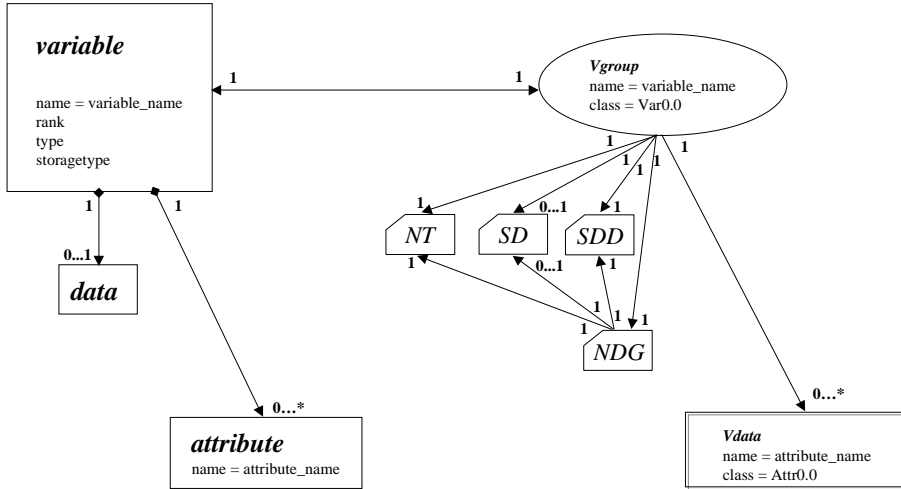 variable
name = variable_name
rank
type
storagetype
1
1
Vgroup
name = variable_name
class = Var0.0
1
1
1
1
1
1
1
0...1
1
NT
SD
SDD
1
0...1
1
1
1
1
1
NDG
0...1
data
0…*
attribute
name = attribute_name
0…*
Vdata
name = attribute_name
class = Attr0.0